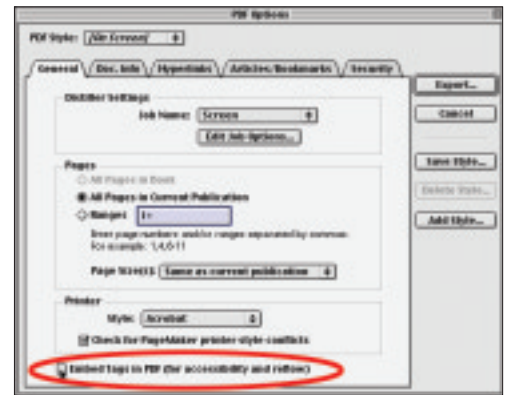 PDF Options
PDF Style: [On Screen]
General Doc. Info Hyperlinks Articles/Bookmarks Security
Export...
Distiller Settings
Job Name: Screen
Cancel
Edit Job Options...
Save Style...
Pages
All Pages in Book
Delete Style...
All Pages in Current Publication
Ranges 1-
Add Style...
Enter page numbers and/or ranges separated by commas.
For example: 1,4,6-11
Page Size(s): Same as current publication
Printer
Style: Acrobat
Check for PageMaker printer style conflicts
Embed Tags in PDF (for accessibility and reflow)